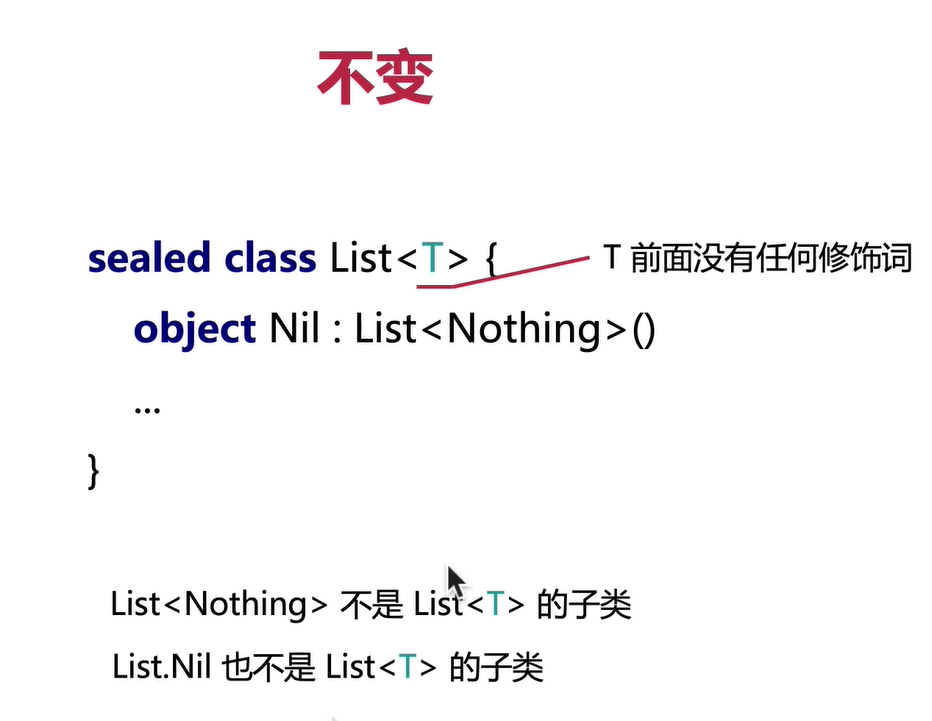 不变
sealed class List<T> {
T 前面没有任何修饰词
object Nil : List<Nothing>()
...
}
List<Nothing> 不是 List<T> 的子类
List.Nil 也不是 List<T> 的子类